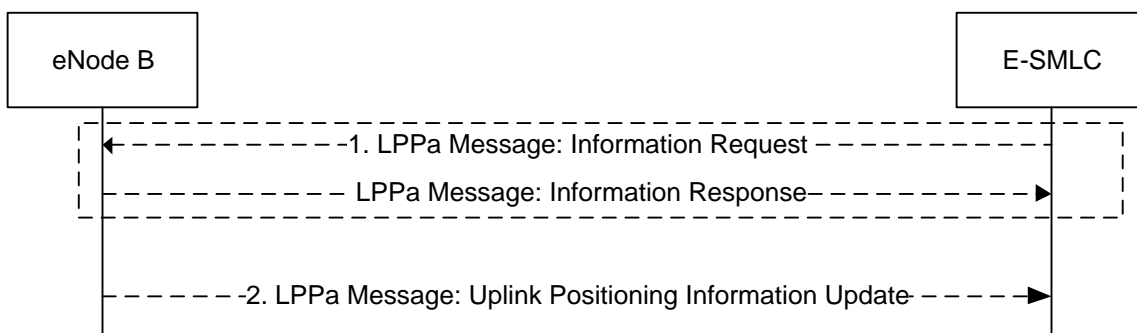 eNode B
E-SMLC
1. LPPa Message: Information Request
LPPa Message: Information Response
2. LPPa Message: Uplink Positioning Information Update